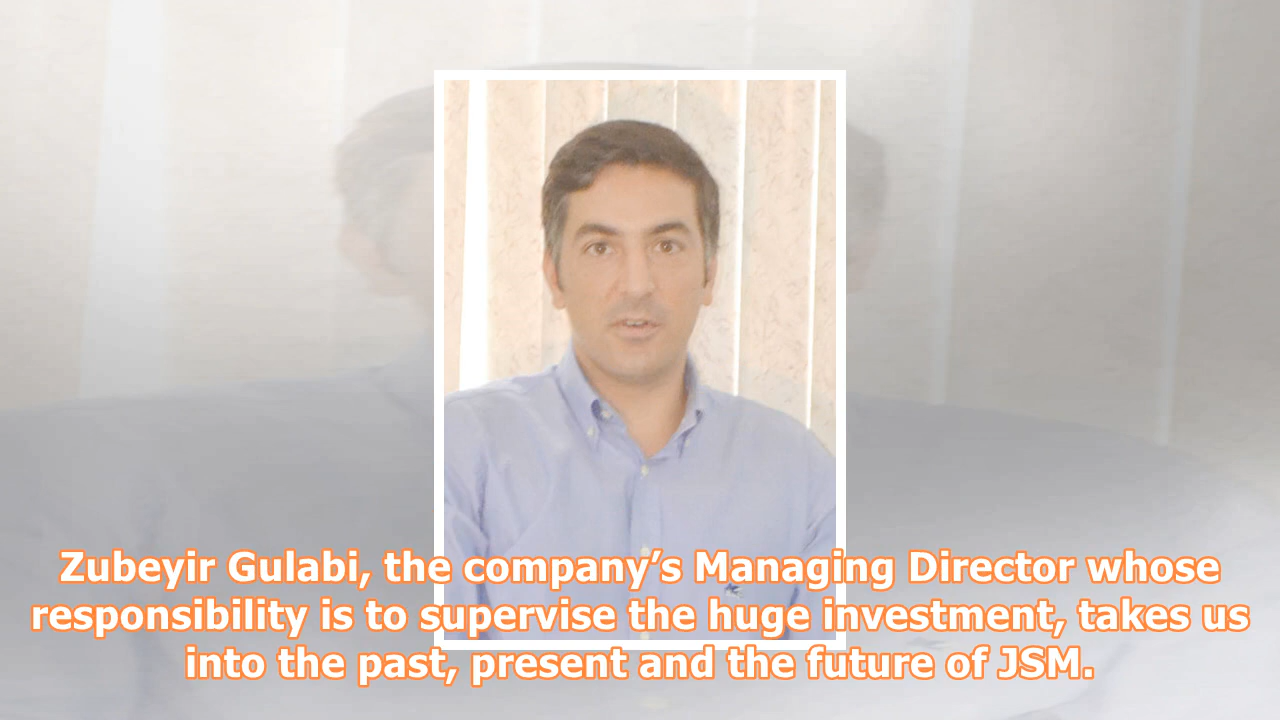 Zubeyir Gulabi, the company’s Managing Director whose
responsibility is to supervise the huge investment, takes us
into the past, present and the future of JSM.